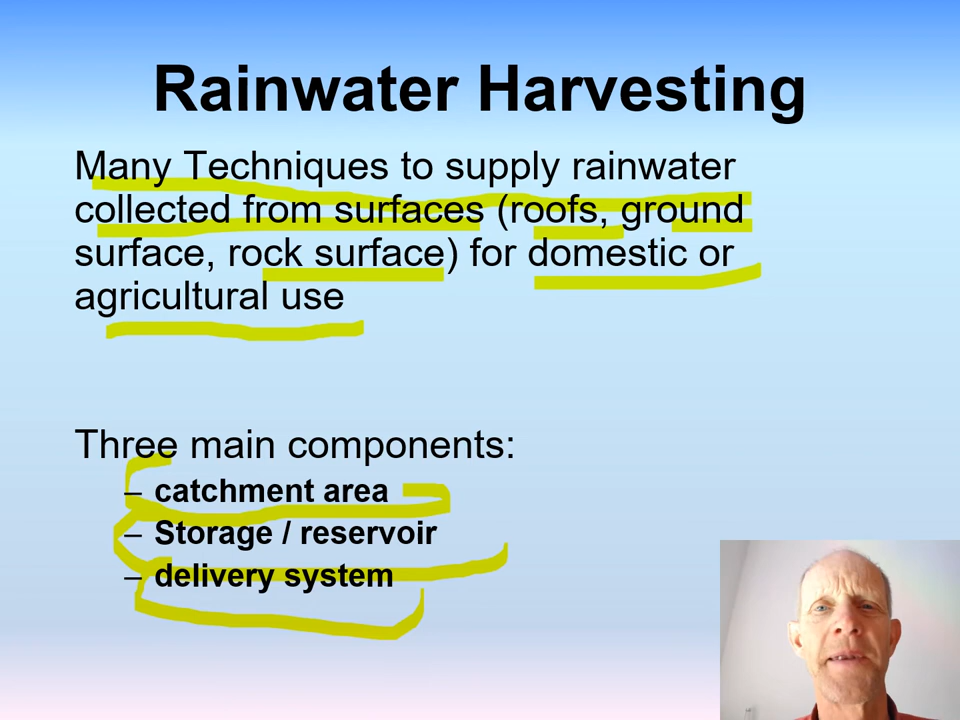 Rainwater Harvesting
Many Techniques to supply rainwater
collected from surfaces (roofs, ground
surface, rock surface) for domestic or
agricultural use
Three main components:
– catchment area
– Storage / reservoir
– delivery system